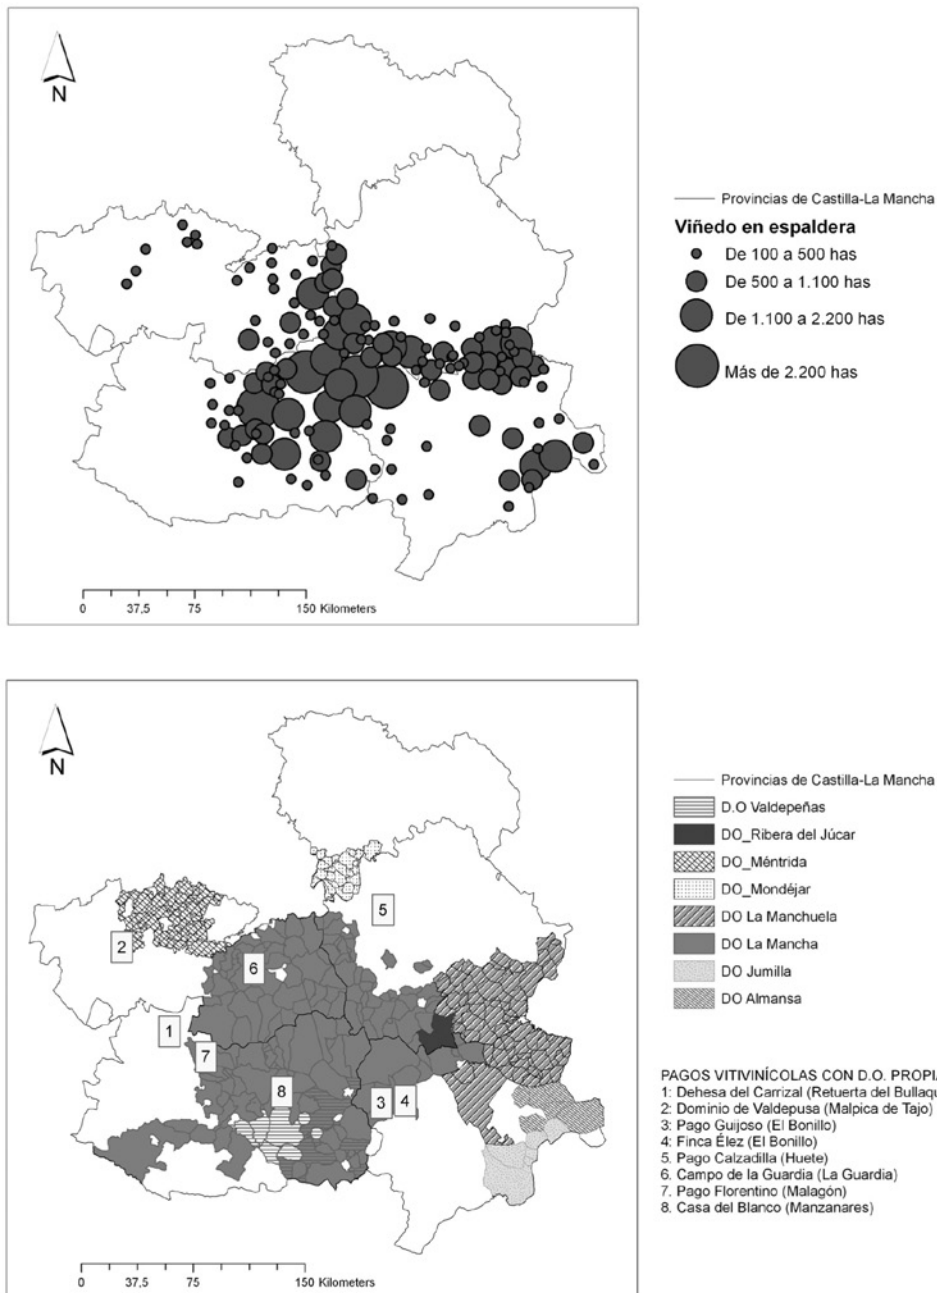 N
Provincias de Castilla-La Mancha
Viñedo en espaldera
De 100 a 500 has
De 500 a 1.100 has
De 1.100 a 2.200 has
Más de 2.200 has
0 37,5 75 150 Kilometers
N
Provincias de Castilla-La Mancha
D.O Valdepeñas
DO_Ribera del Júcar
DO_Méntrida
DO_Mondéjar
DO La Manchuela
DO La Mancha
DO Jumilla
DO Almansa
5
2
6
1
7
8
3 4
PAGOS VITIVINÍCOLAS CON D.O. PROPIA
1: Dehesa del Carrizal (Retuerta del Bullaqu
2: Dominio de Valdepusa (Malpica de Tajo)
3: Pago Guijoso (El Bonillo)
4: Finca Élez (El Bonillo)
5. Pago Calzadilla (Huete)
6. Campo de la Guardia (La Guardia)
7. Pago Florentino (Malagón)
8. Casa del Blanco (Manzanares)
0 37,5 75 150 Kilometers